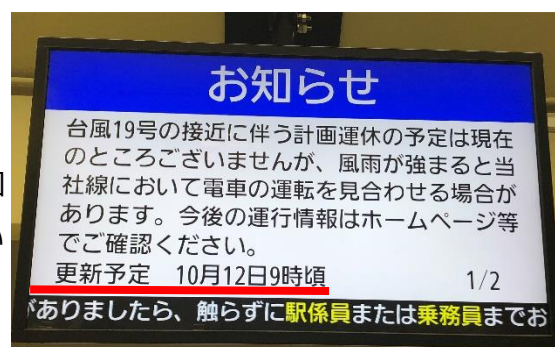 お知らせ
台風19号の接近に伴う計画運休の予定は現在
のところございませんが、風雨が強まると当
社線において電車の運転を見合わせる場合が
あります。今後の運行情報はホームページ等
でご確認ください。
更新予定　10月12日9時頃　1/2
がありましたら、触らずに駅係員または乗務員までお